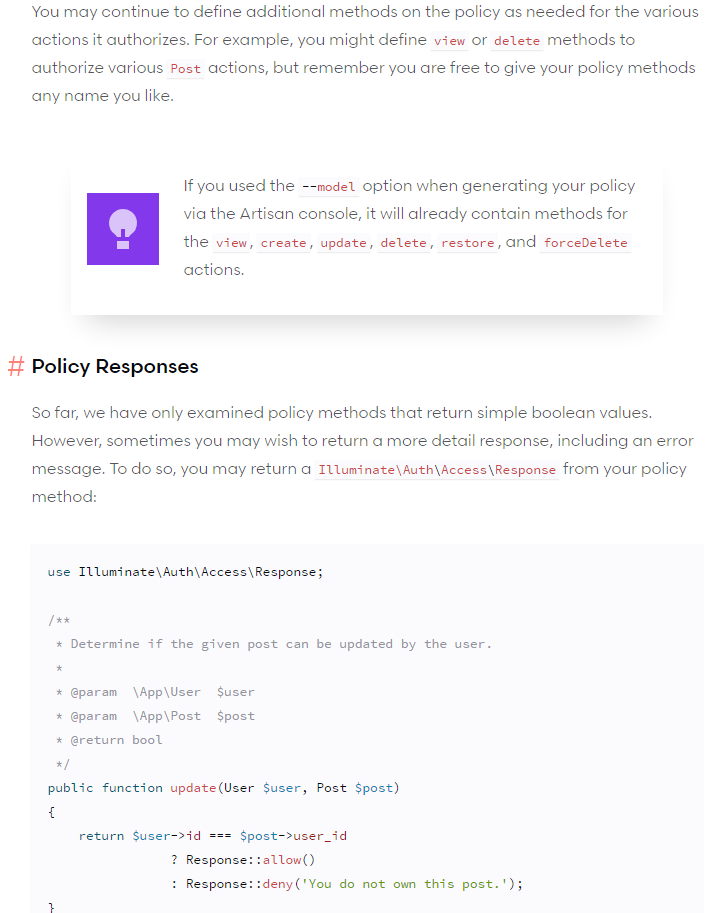 You may continue to define additional methods on the policy as needed for the various
actions it authorizes. For example, you might define view or delete methods to
authorize various Post actions, but remember you are free to give your policy methods
any name you like.
If you used the --model option when generating your policy
via the Artisan console, it will already contain methods for
the view, create, update, delete, restore, and forceDelete
actions.
# Policy Responses
So far, we have only examined policy methods that return simple boolean values.
However, sometimes you may wish to return a more detail response, including an error
message. To do so, you may return a Illuminate\Auth\Access\Response from your policy
method:
use Illuminate\Auth\Access\Response;
/**
 * Determine if the given post can be updated by the user.
 *
 * @param  \App\User  $user
 * @param  \App\Post  $post
 * @return bool
 */
public function update(User $user, Post $post)
{
    return $user->id === $post->user_id
                ? Response::allow()
                : Response::deny('You do not own this post.');
}